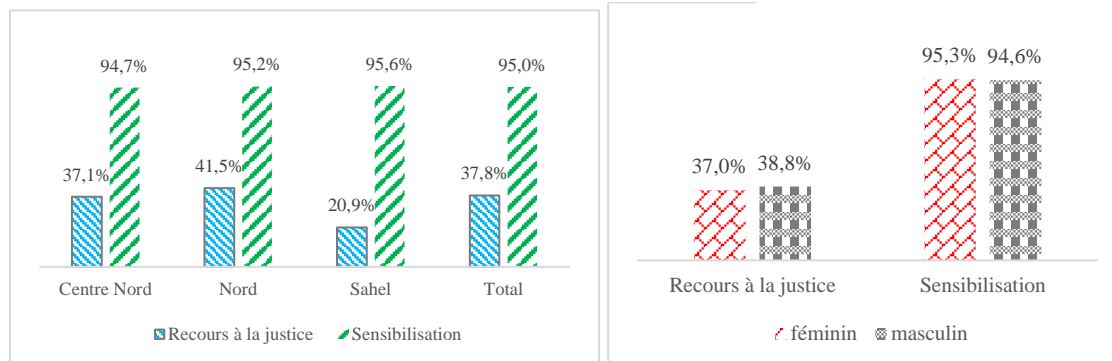 94,7% 95,2% 95,6% 95,0%
37,1% 41,5% 20,9% 37,8%
Centre Nord Nord Sahel Total
Recours à la justice Sensibilisation
95,3% 94,6%
37,0% 38,8%
Recours à la justice Sensibilisation
féminin masculin